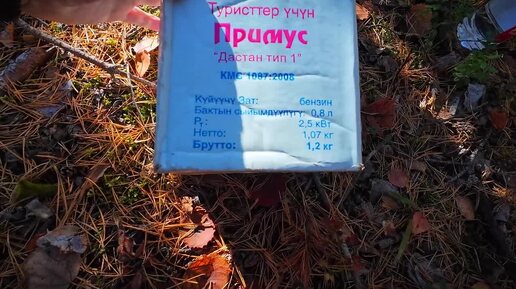 Туристтер үчүн
Примус
"Дастан тип 1"
КМС 1087:2008
Күйүүчү Зат: бензин
Бактын сыйымдуулугу: 0,8 л
Рт: 2,5 кВт
Нетто: 1,07 кг
Брутто: 1,2 кг